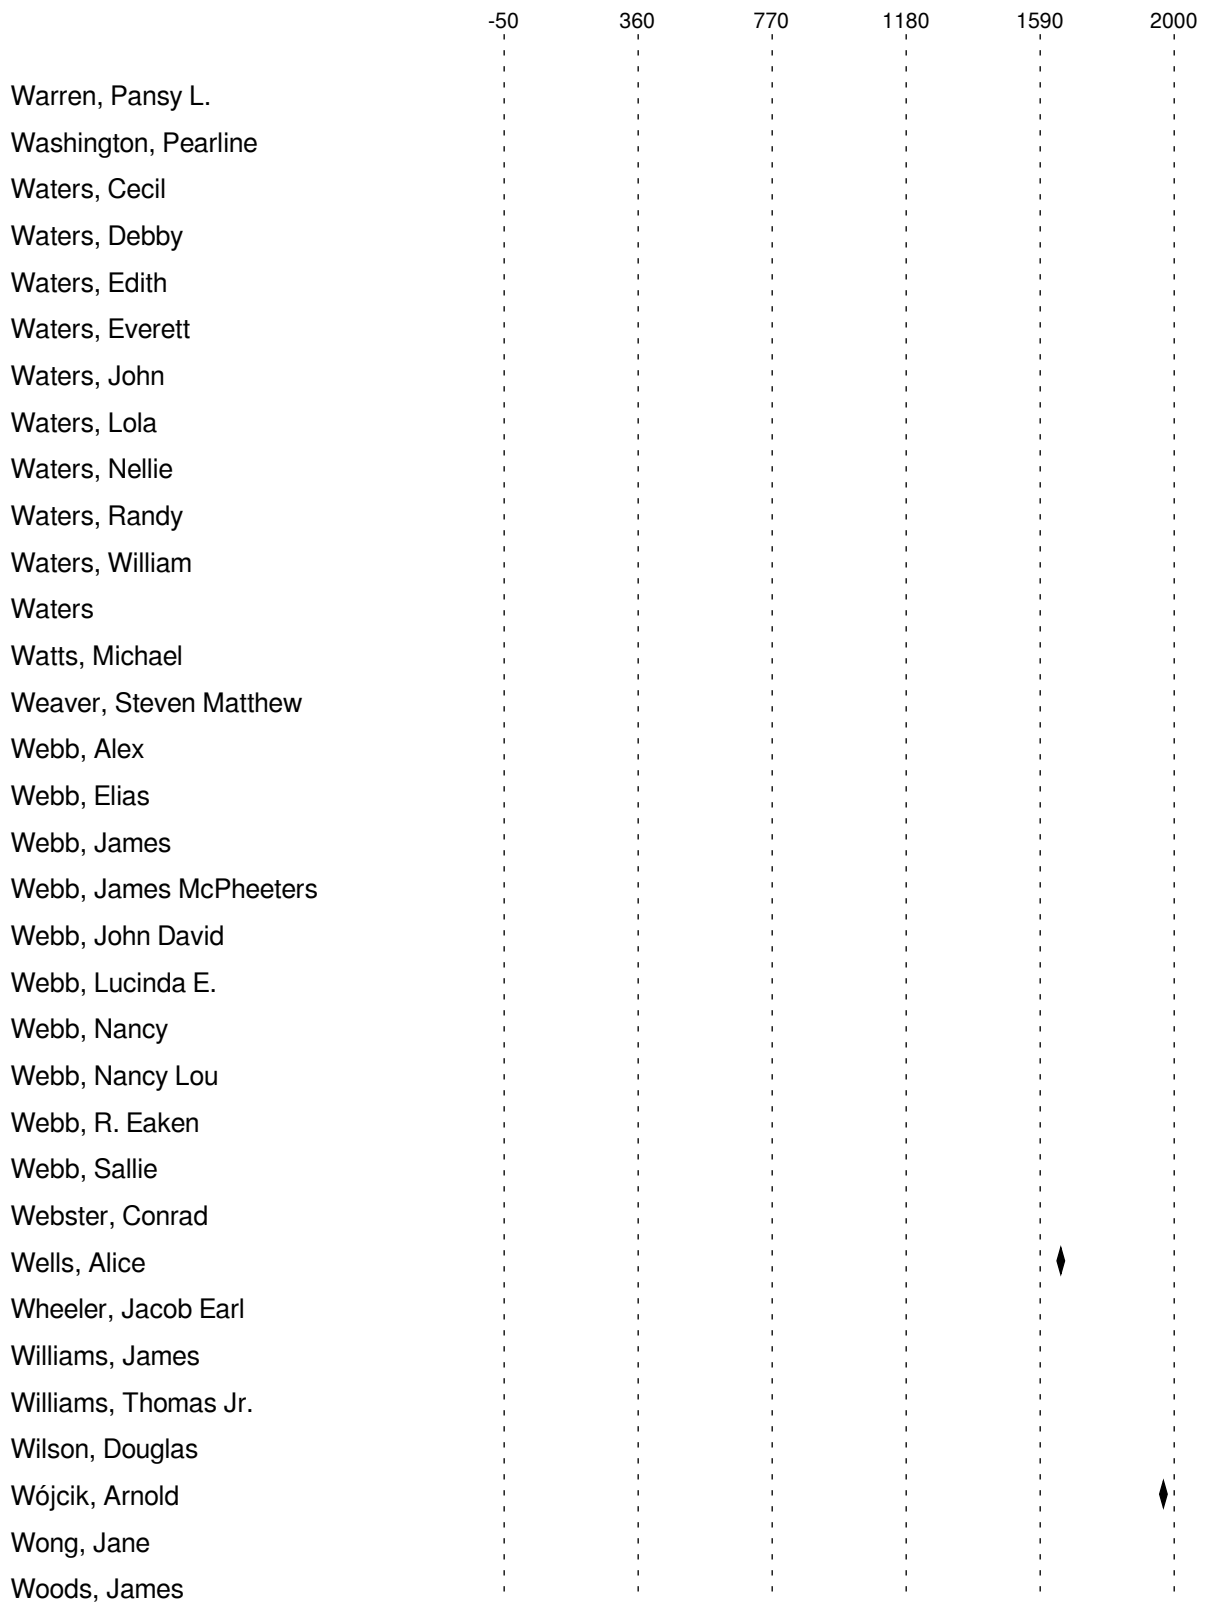 -50 360 770 1180 1590 2000
Warren, Pansy L.
Washington, Pearline
Waters, Cecil
Waters, Debby
Waters, Edith
Waters, Everett
Waters, John
Waters, Lola
Waters, Nellie
Waters, Randy
Waters, William
Waters
Watts, Michael
Weaver, Steven Matthew
Webb, Alex
Webb, Elias
Webb, James
Webb, James McPheeters
Webb, John David
Webb, Lucinda E.
Webb, Nancy
Webb, Nancy Lou
Webb, R. Eaken
Webb, Sallie
Webster, Conrad
Wells, Alice
Wheeler, Jacob Earl
Williams, James
Williams, Thomas Jr.
Wilson, Douglas
Wójcik, Arnold
Wong, Jane
Woods, James